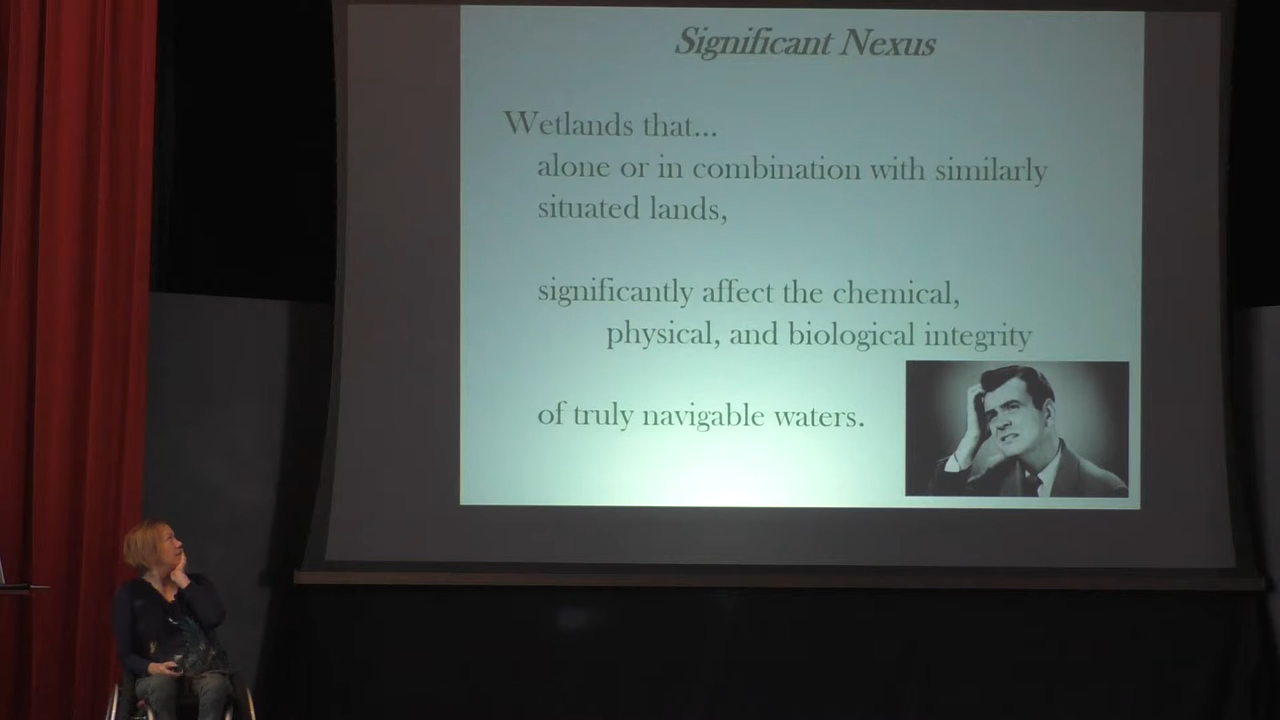 Significant Nexus
Wetlands that...
alone or in combination with similarly
situated lands,
significantly affect the chemical,
physical, and biological integrity
of truly navigable waters.